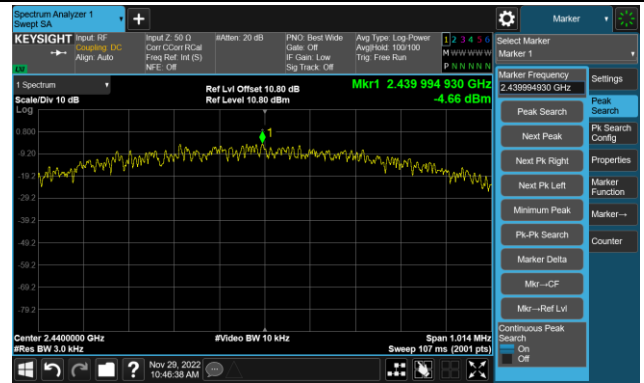 Spectrum Analyzer 1
Swept SA
+
Marker
KEYSIGHT
Input: RF
Coupling: DC
Align: Auto
Input Z: 50 Ω
Corr CCorr RCal
Freq Ref: Int (S)
NFE: Off
#Atten: 20 dB
PNO: Best Wide
Gate: Off
IF Gain: Low
Sig Track: Off
Avg Type: Log-Power
Avg|Hold: 100/100
Trig: Free Run
1 2 3 4 5 6
M W W W W W
P N N N N N
Select Marker
Marker 1
1 Spectrum
Scale/Div 10 dB
Log
Ref Lvl Offset 10.80 dB
Ref Level 10.80 dBm
Mkr1 2.439 994 930 GHz
-4.66 dBm
0.800
-9.20
-19.2
-29.2
-39.2
-49.2
-59.2
-69.2
-79.2
1
Center 2.4400000 GHz
#Res BW 3.0 kHz
#Video BW 10 kHz
Span 1.014 MHz
Sweep 107 ms (2001 pts)
Marker Frequency
2.439994930 GHz
Peak Search
Next Peak
Next Pk Right
Next Pk Left
Minimum Peak
Pk-Pk Search
Marker Delta
Mkr→CF
Mkr→Ref Lvl
Continuous Peak
Search
On
Off
Settings
Peak
Search
Pk Search
Config
Properties
Marker
Function
Marker→
Counter
?
Nov 29, 2022
10:46:38 AM